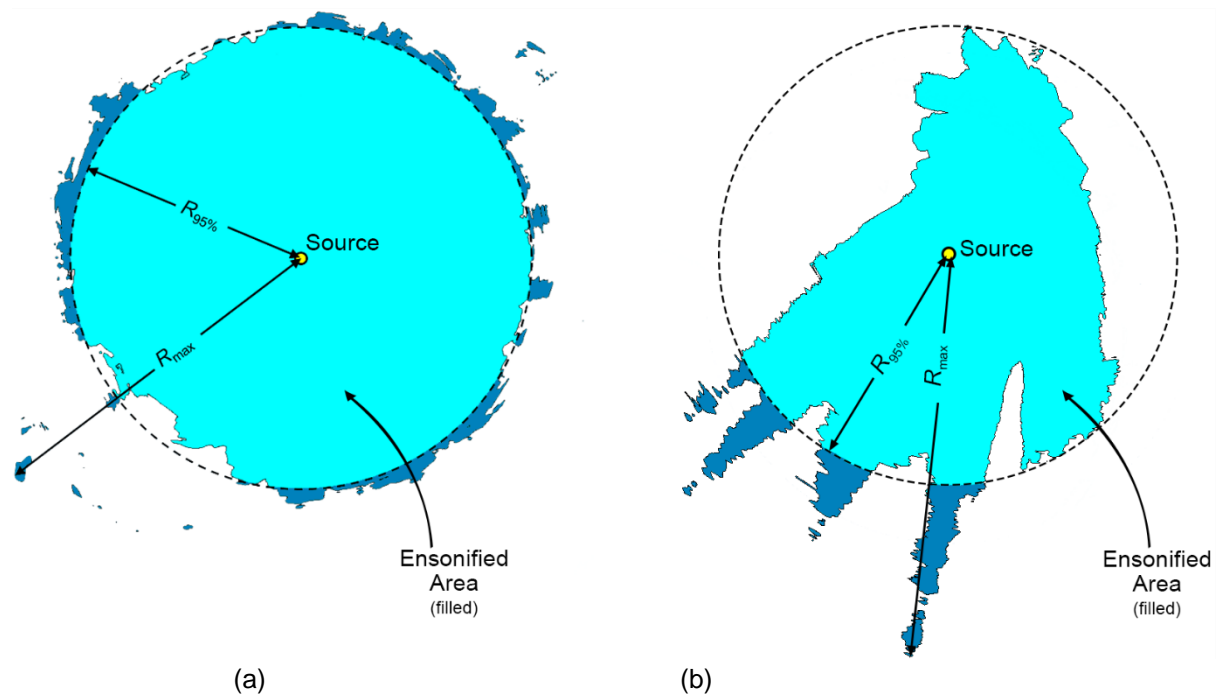 R95%
Source
Rmax
Ensonified
Area
(filled)
(a)
Source
R95%
Rmax
Ensonified
Area
(filled)
(b)